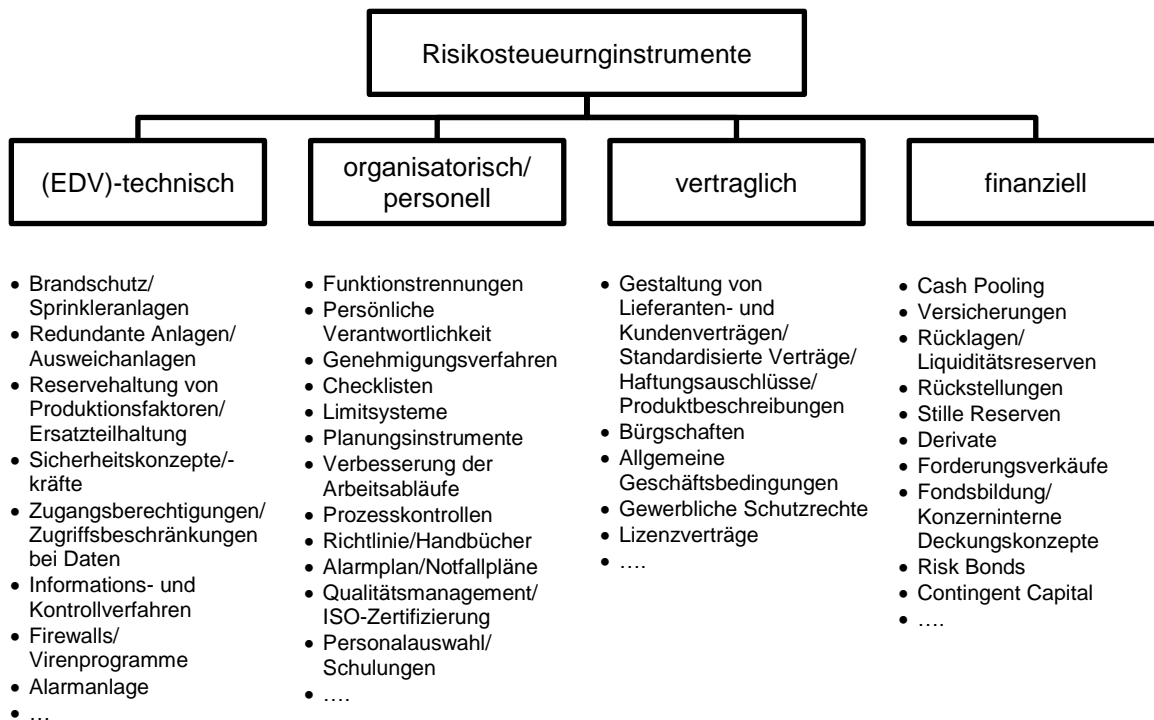 Risikosteueurnginstrumente
(EDV)-technisch
organisatorisch/
personell
vertraglich
finanziell
• Brandschutz/
Sprinkleranlagen
• Redundante Anlagen/
Ausweichanlagen
• Reservehaltung von
Produktionsfaktoren/
Ersatzteilhaltung
• Sicherheitskonzepte/-
kräfte
• Zugangsberechtigungen/
Zugriffsbeschränkungen
bei Daten
• Informations- und
Kontrollverfahren
• Firewalls/
Virenprogramme
• Alarmanlage
• …
• Funktionstrennungen
• Persönliche
Verantwortlichkeit
• Genehmigungsverfahren
• Checklisten
• Limitsysteme
• Planungsinstrumente
• Verbesserung der
Arbeitsabläufe
• Prozesskontrollen
• Richtlinie/Handbücher
• Alarmplan/Notfallpläne
• Qualitätsmanagement/
ISO-Zertifizierung
• Personalauswahl/
Schulungen
• ….
• Gestaltung von
Lieferanten- und
Kundenverträgen/
Standardisierte Verträge/
Haftungsauschlüsse/
Produktbeschreibungen
• Bürgschaften
• Allgemeine
Geschäftsbedingungen
• Gewerbliche Schutzrechte
• Lizenzverträge
• ….
• Cash Pooling
• Versicherungen
• Rücklagen/
Liquiditätsreserven
• Rückstellungen
• Stille Reserven
• Derivate
• Forderungsverkäufe
• Fondsbildung/
Konzerninterne
Deckungskonzepte
• Risk Bonds
• Contingent Capital
• ….